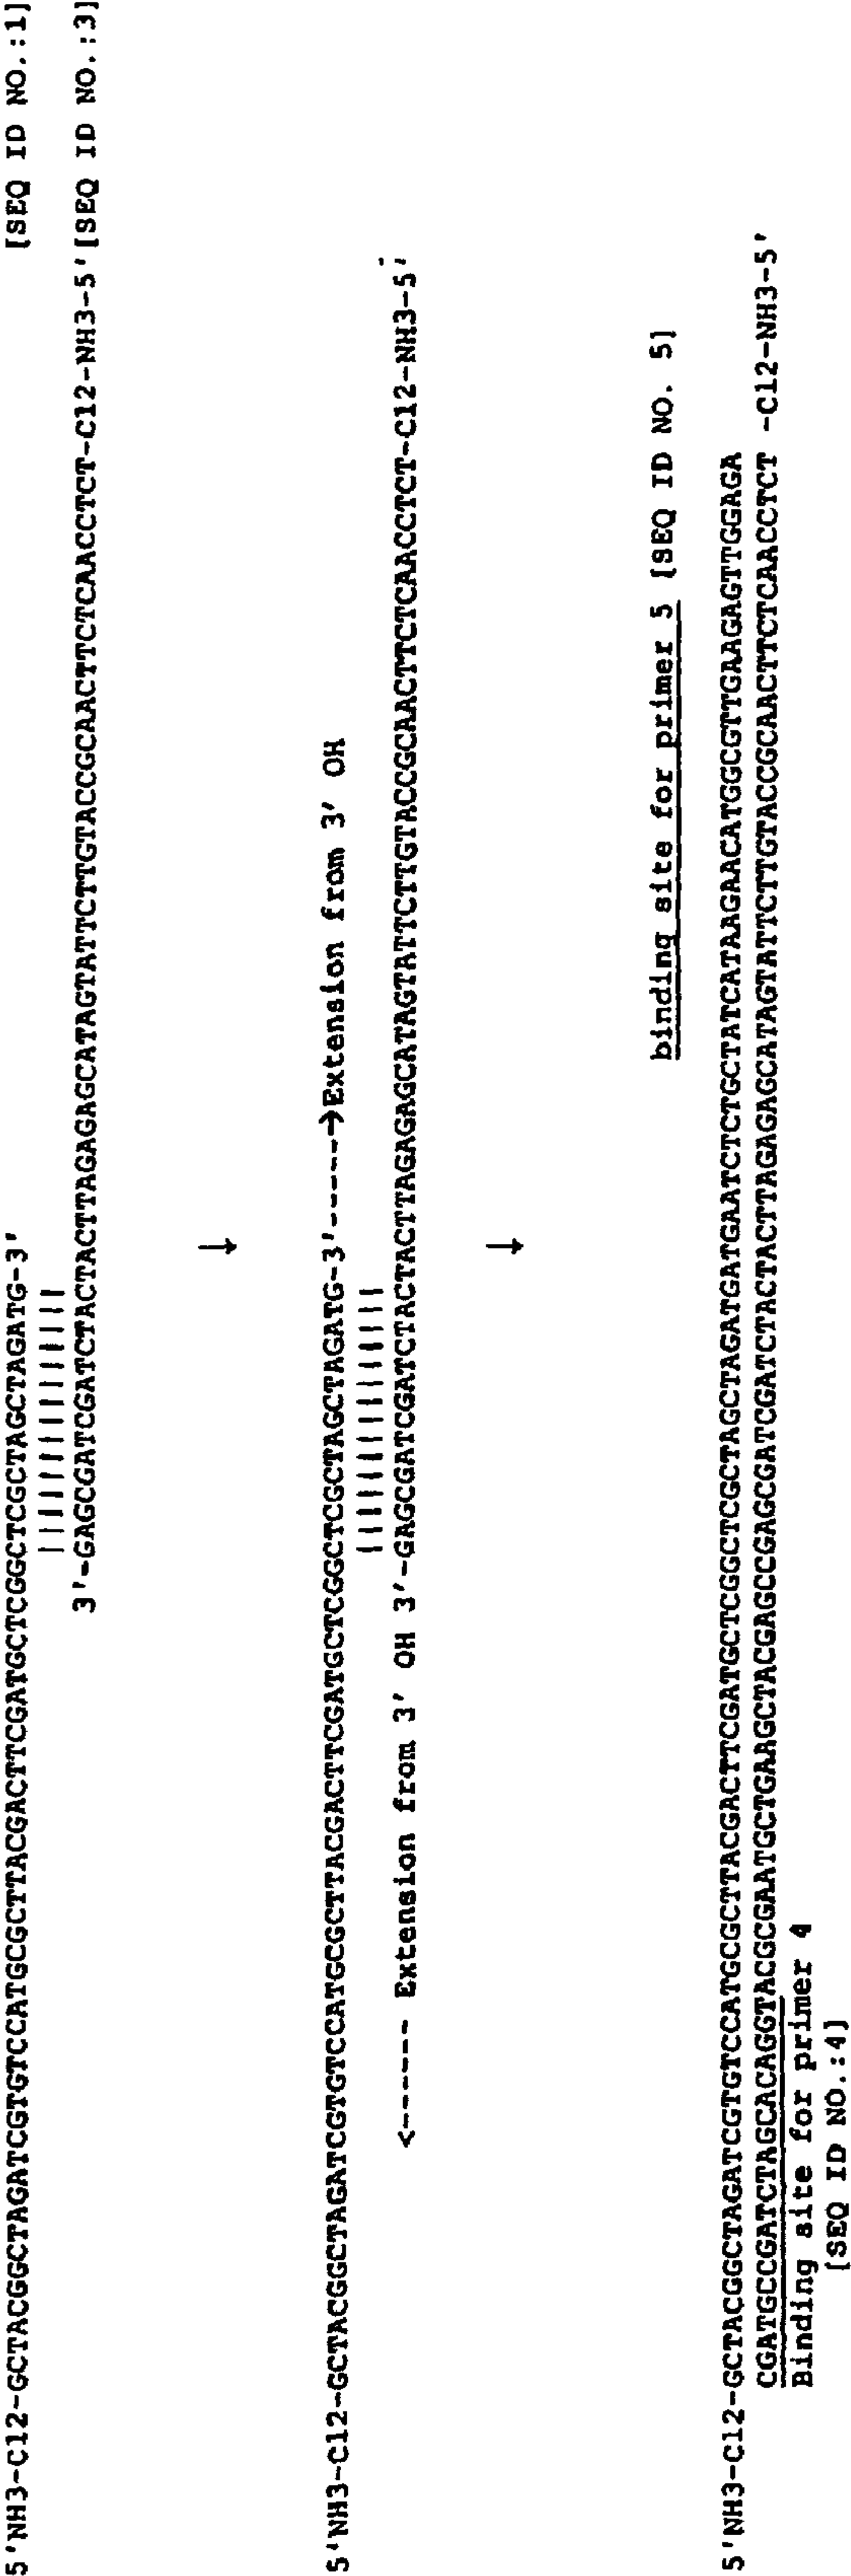 [SEQ ID NO.:1]
5'NH3-C12-GCTACGGCTAGATCGTGTCCATGCGCTTACGACTTCGATGCTCGGCTCGCTAGCTAGATG-3'
3'-GAGCGATCGATCTACTACTTAGAGAGCATAGTATTCTTGTACCGCAACTTCTCAACCTCT-C12-NH3-5'[SEQ ID NO.:3]
↓
5'NH3-C12-GCTACGGCTAGATCGTGTCCATGCGCTTACGACTTCGATGCTCGGCTCGCTAGCTAGATG-3'-----→Extension from 3' OH
<------ Extension from 3' OH 3'-GAGCGATCGATCTACTACTTAGAGAGCATAGTATTCTTGTACCGCAACTTCTCAACCTCT-C12-NH3-5'
↓
binding site for primer 5 [SEQ ID NO. 5]
5'NH3-C12-GCTACGGCTAGATCGTGTCCATGCGCTTACGACTTCGATGCTCGGCTCGCTAGCTAGATGATGAATCTCTGCTATCATAAGAACATGGCGTTGAAGAGTTGGAGA
CGATGCCGATCTAGCACAGGTACGCGAATGCTGAAGCTACGAGCCGAGCGATCGATCTACTACTTAGAGAGCATAGTATTCTTGTACCGCAACTTCTCAACCTCT -C12-NH3-5'
Binding site for primer 4
[SEQ ID NO.:4]